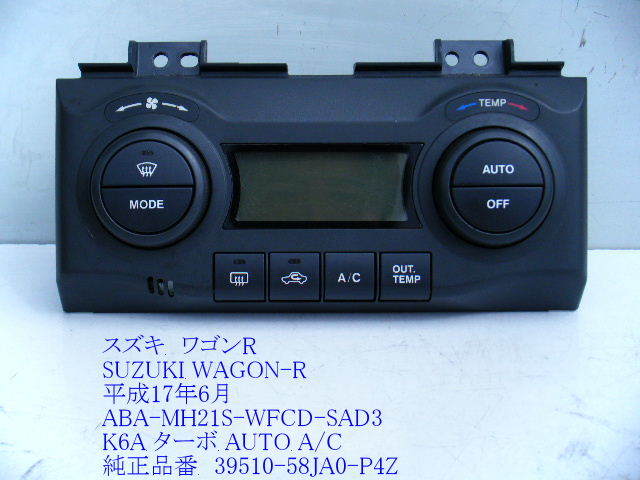 TEMP
MODE
AUTO
OFF
A/C
OUT.
TEMP
スズキ ワゴンR
SUZUKI WAGON-R
平成17年6月
ABA-MH21S-WFCD-SAD3
K6A ターボ AUTO A/C
純正品番 39510-58JA0-P4Z